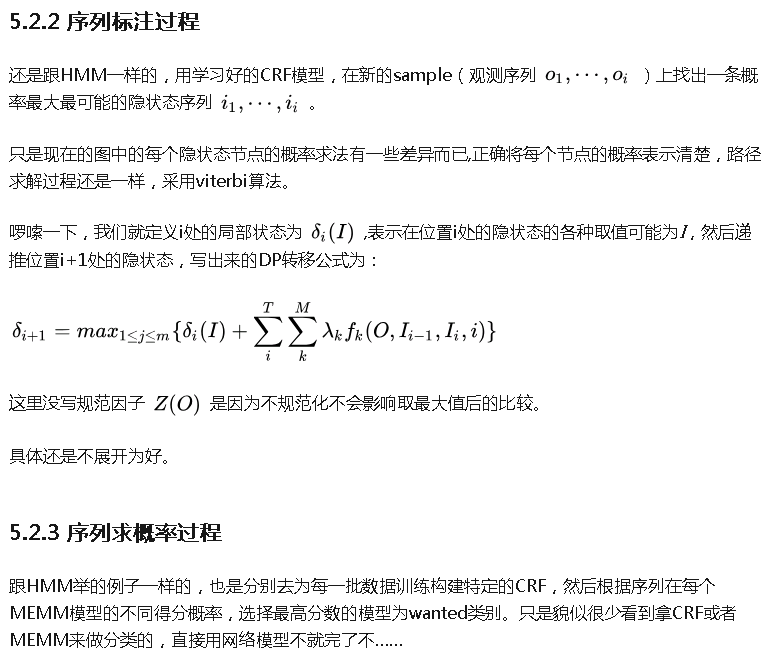 5.2.2 序列标注过程
还是跟HMM一样的，用学习好的CRF模型，在新的sample（观测序列 o₁, ⋯, oᵢ ）上找出一条概
率最大最可能的隐状态序列 i₁, ⋯, iᵢ 。
只是现在的图中的每个隐状态节点的概率求法有一些差异而已,正确将每个节点的概率表示清楚，路径
求解过程还是一样，采用viterbi算法。
啰嗦一下，我们就定义i处的局部状态为 δᵢ(I) ,表示在位置i处的隐状态的各种取值可能为I，然后递
推位置i+1处的隐状态，写出来的DP转移公式为：
δᵢ₊₁ = max_{1≤j≤m}{δᵢ(I) + ∑ᵢᵀ ∑ₖᴹ λₖfₖ(O, Iᵢ₋₁, Iᵢ, i)}
这里没写规范因子 Z(O) 是因为不规范化不会影响取最大值后的比较。
具体还是不展开为好。
5.2.3 序列求概率过程
跟HMM举的例子一样的，也是分别去为每一批数据训练构建特定的CRF，然后根据序列在每个
MEMM模型的不同得分概率，选择最高分数的模型为wanted类别。只是貌似很少看到拿CRF或者
MEMM来做分类的，直接用网络模型不就完了不……